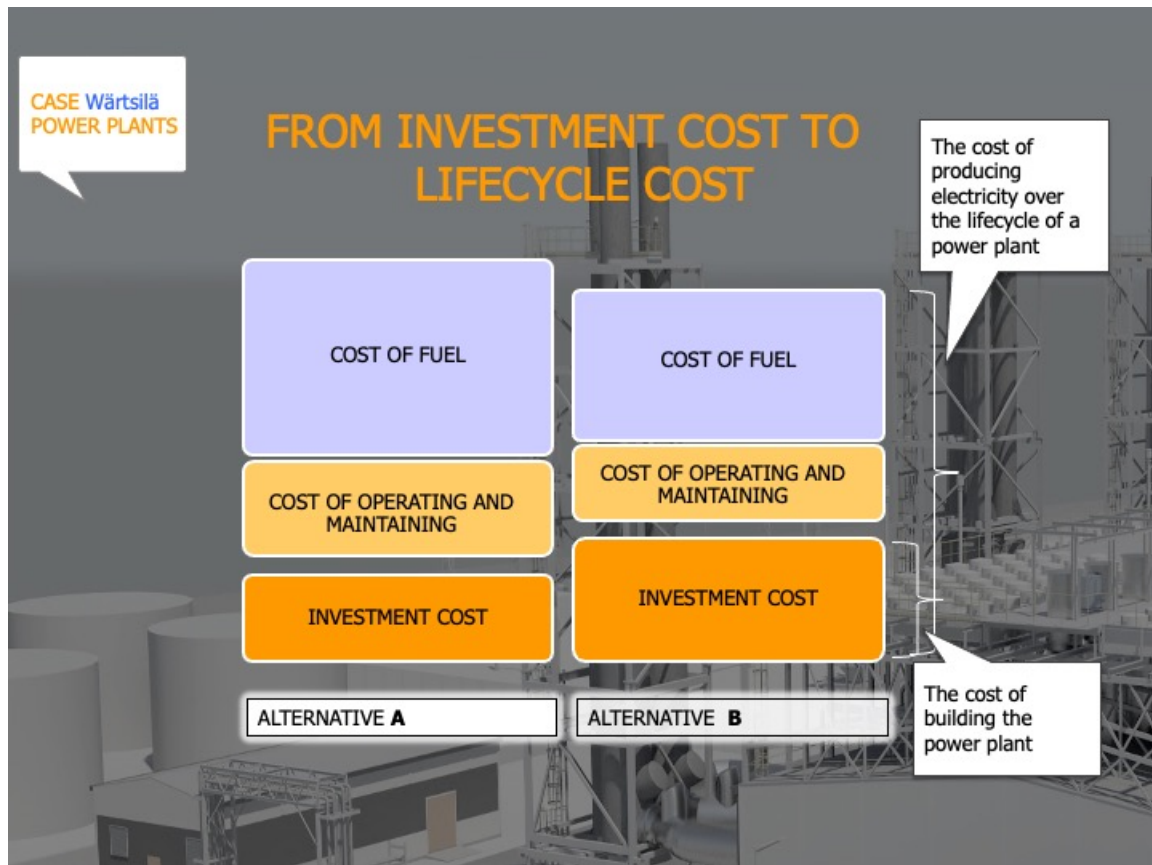 CASE Wärtsilä
POWER PLANTS
FROM INVESTMENT COST TO
LIFECYCLE COST
The cost of
producing
electricity over
the lifecycle of a
power plant
COST OF FUEL
COST OF FUEL
COST OF OPERATING AND
MAINTAINING
COST OF OPERATING AND
MAINTAINING
INVESTMENT COST
INVESTMENT COST
ALTERNATIVE A
ALTERNATIVE B
The cost of
building the
power plant